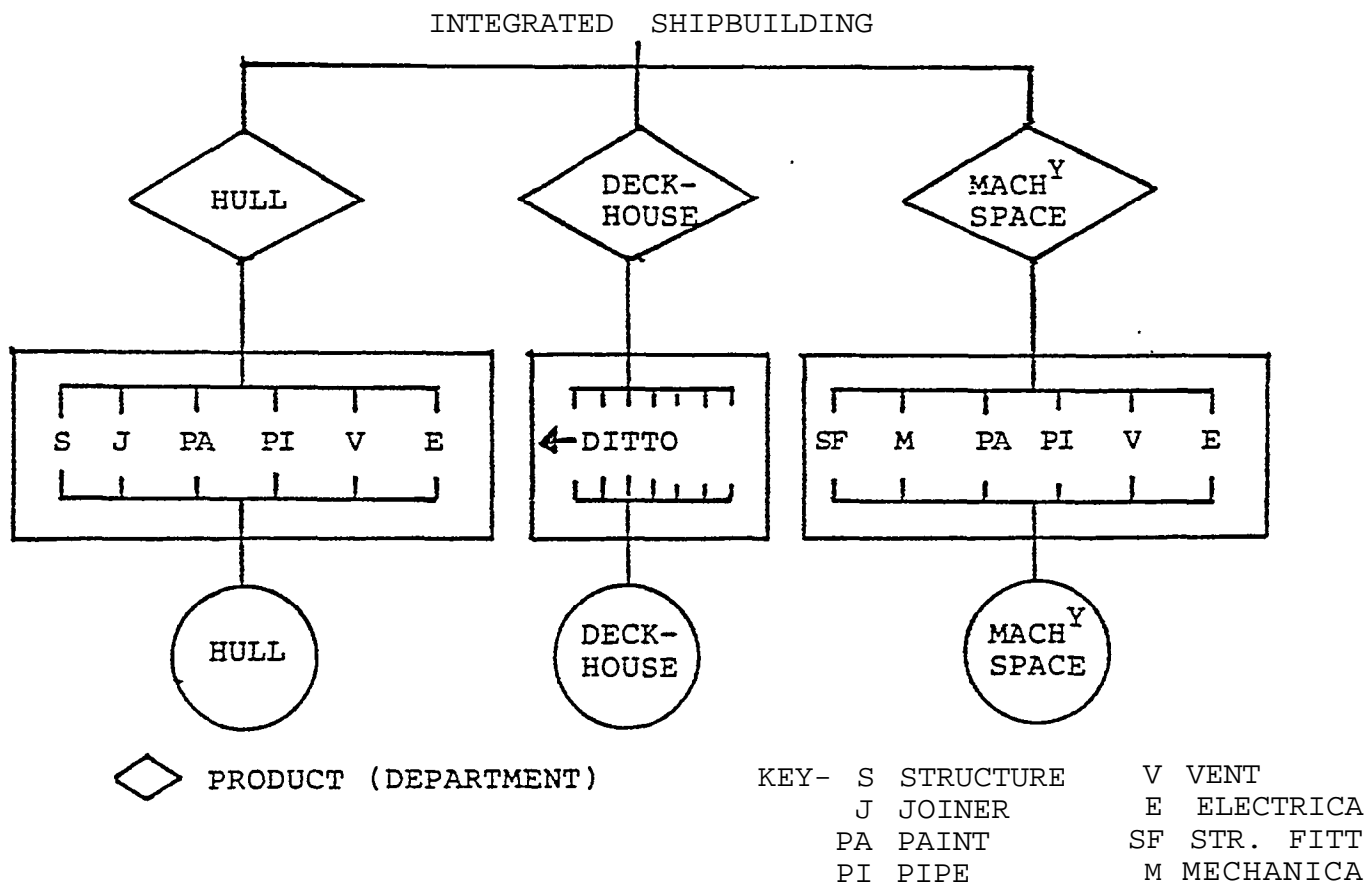 INTEGRATED SHIPBUILDING
HULL
DECK-
HOUSE
MACHY
SPACE
S J PA PI V E
DITTO
SF M PA PI V E
HULL
DECK-
HOUSE
MACHY
SPACE
PRODUCT (DEPARTMENT)
KEY- S STRUCTURE V VENT
J JOINER E ELECTRICA
PA PAINT SF STR. FITT
PI PIPE M MECHANICA